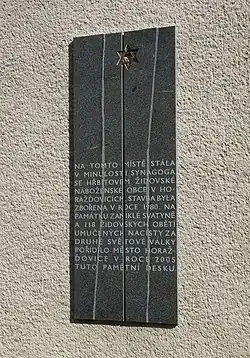 NA TOMTO MÍSTĚ STÁLA
V MINULOSTI SYNAGOGA
SE HŘBITOVEM ŽIDOVSKÉ
NÁBOŽENSKÉ OBCE V HO-
RAŽĎOVICÍCH. STAVBA BYLA
ZBOŘENA V ROCE 1980. NA
PAMÁTKU ZANIKLÉ SVATYNĚ
A 118 ŽIDOVSKÝCH OBĚTÍ
UMUČENÝCH NACISTY ZA
DRUHÉ SVĚTOVÉ VÁLKY
POŘÍDILO MĚSTO HORAŽ-
ĎOVICE V ROCE 2005
TUTO PAMĚTNÍ DESKU.